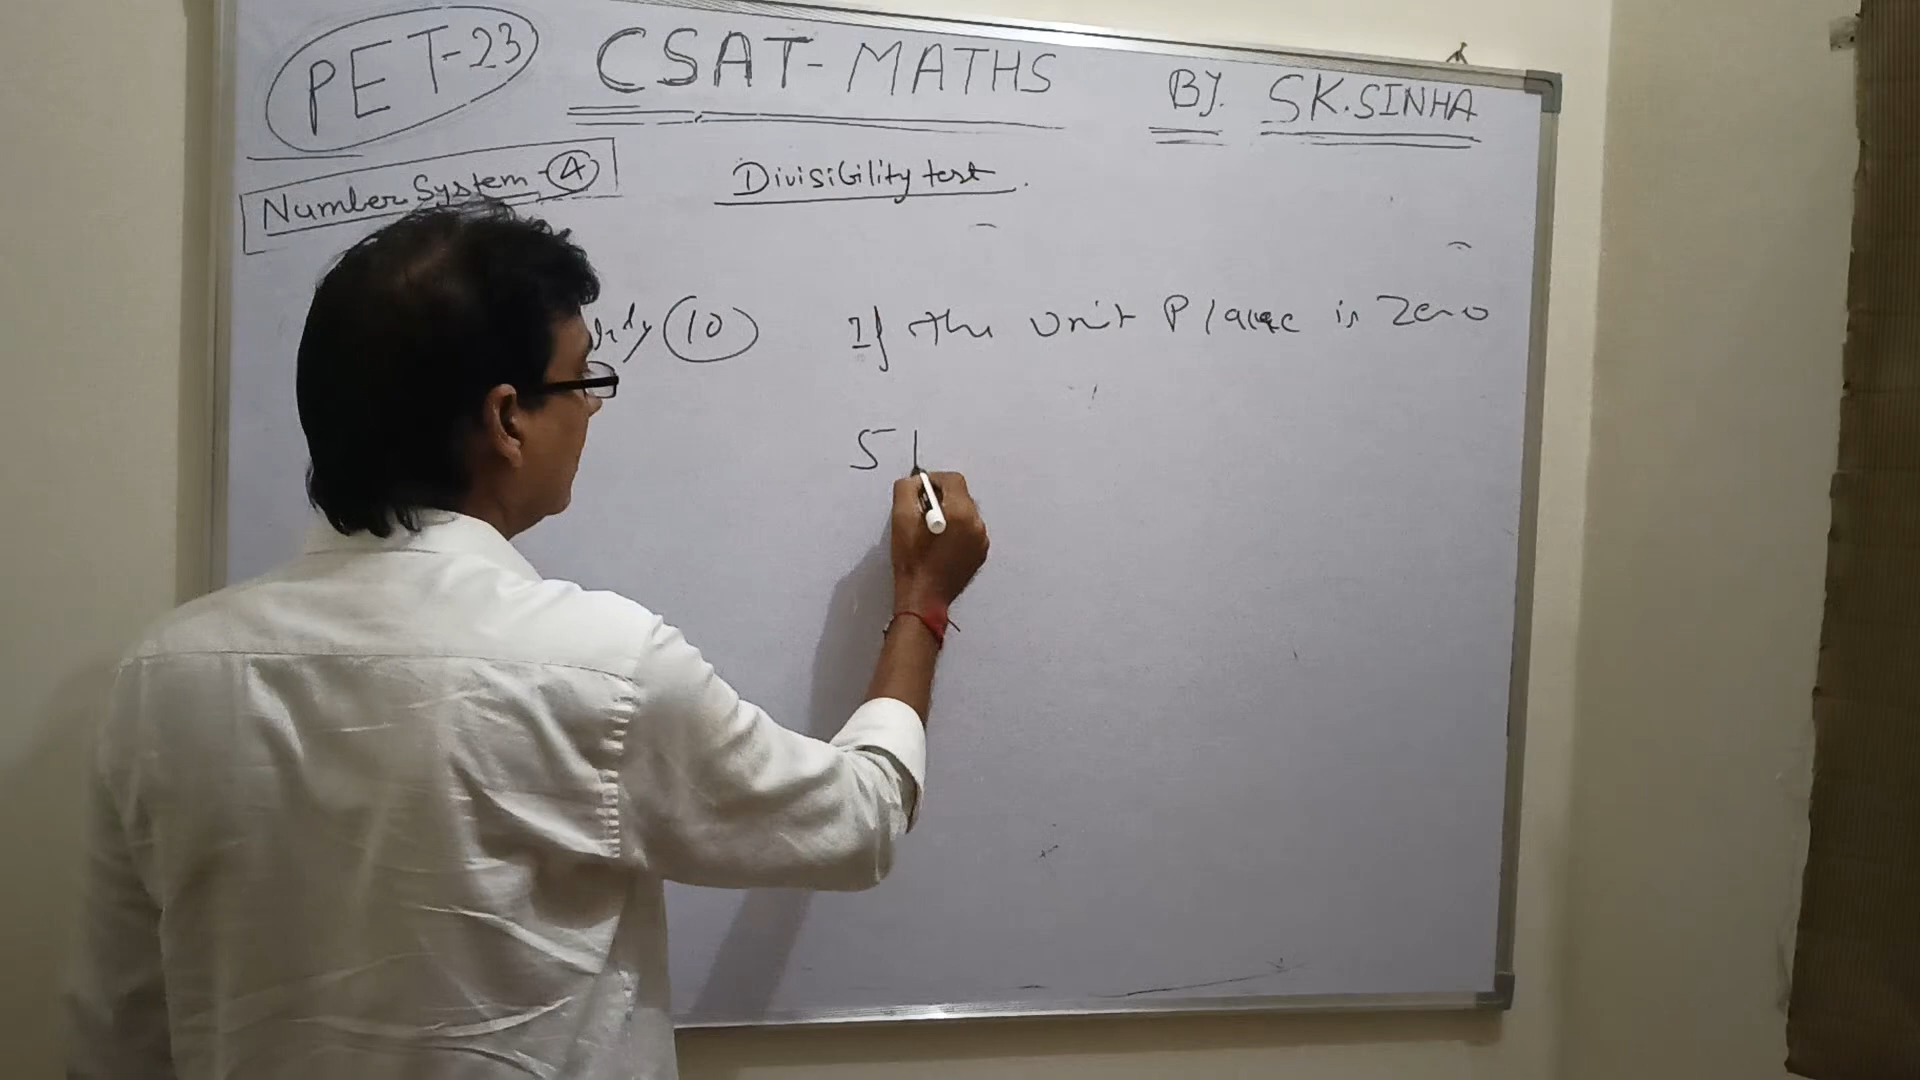 PET-23 CSAT-MATHS BY. SK.SINHA
Number System-4 Divisibility test.
10 If the Unit Place is Zero
5